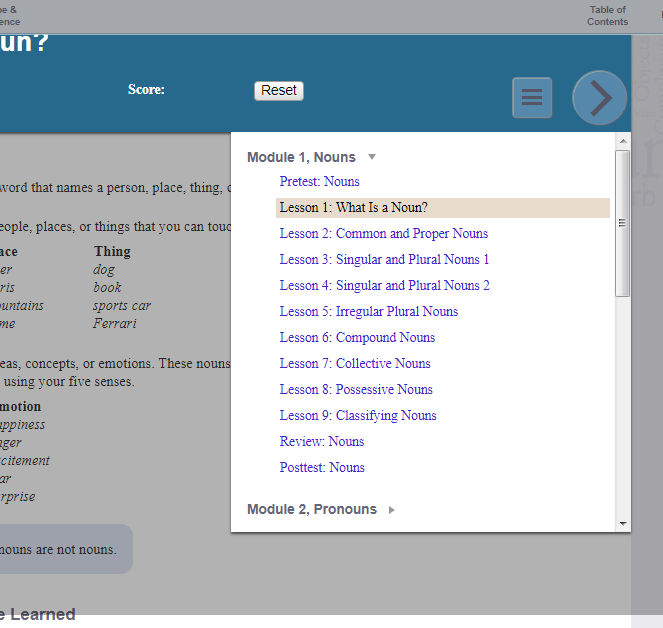 Table of
Contents
un?
Score:
Reset
Module 1, Nouns
Pretest: Nouns
Lesson 1: What Is a Noun?
Lesson 2: Common and Proper Nouns
Lesson 3: Singular and Plural Nouns 1
Lesson 4: Singular and Plural Nouns 2
Lesson 5: Irregular Plural Nouns
Lesson 6: Compound Nouns
Lesson 7: Collective Nouns
Lesson 8: Possessive Nouns
Lesson 9: Classifying Nouns
Review: Nouns
Posttest: Nouns
Module 2, Pronouns
word that names a person, place, thing,
eople, places, or things that you can touc
ace Thing
er dog
ris book
untains sports car
me Ferrari
eas, concepts, or emotions. These nouns
using your five senses.
motion
ppiness
nger
citement
ar
rprise
nouns are not nouns.
e Learned